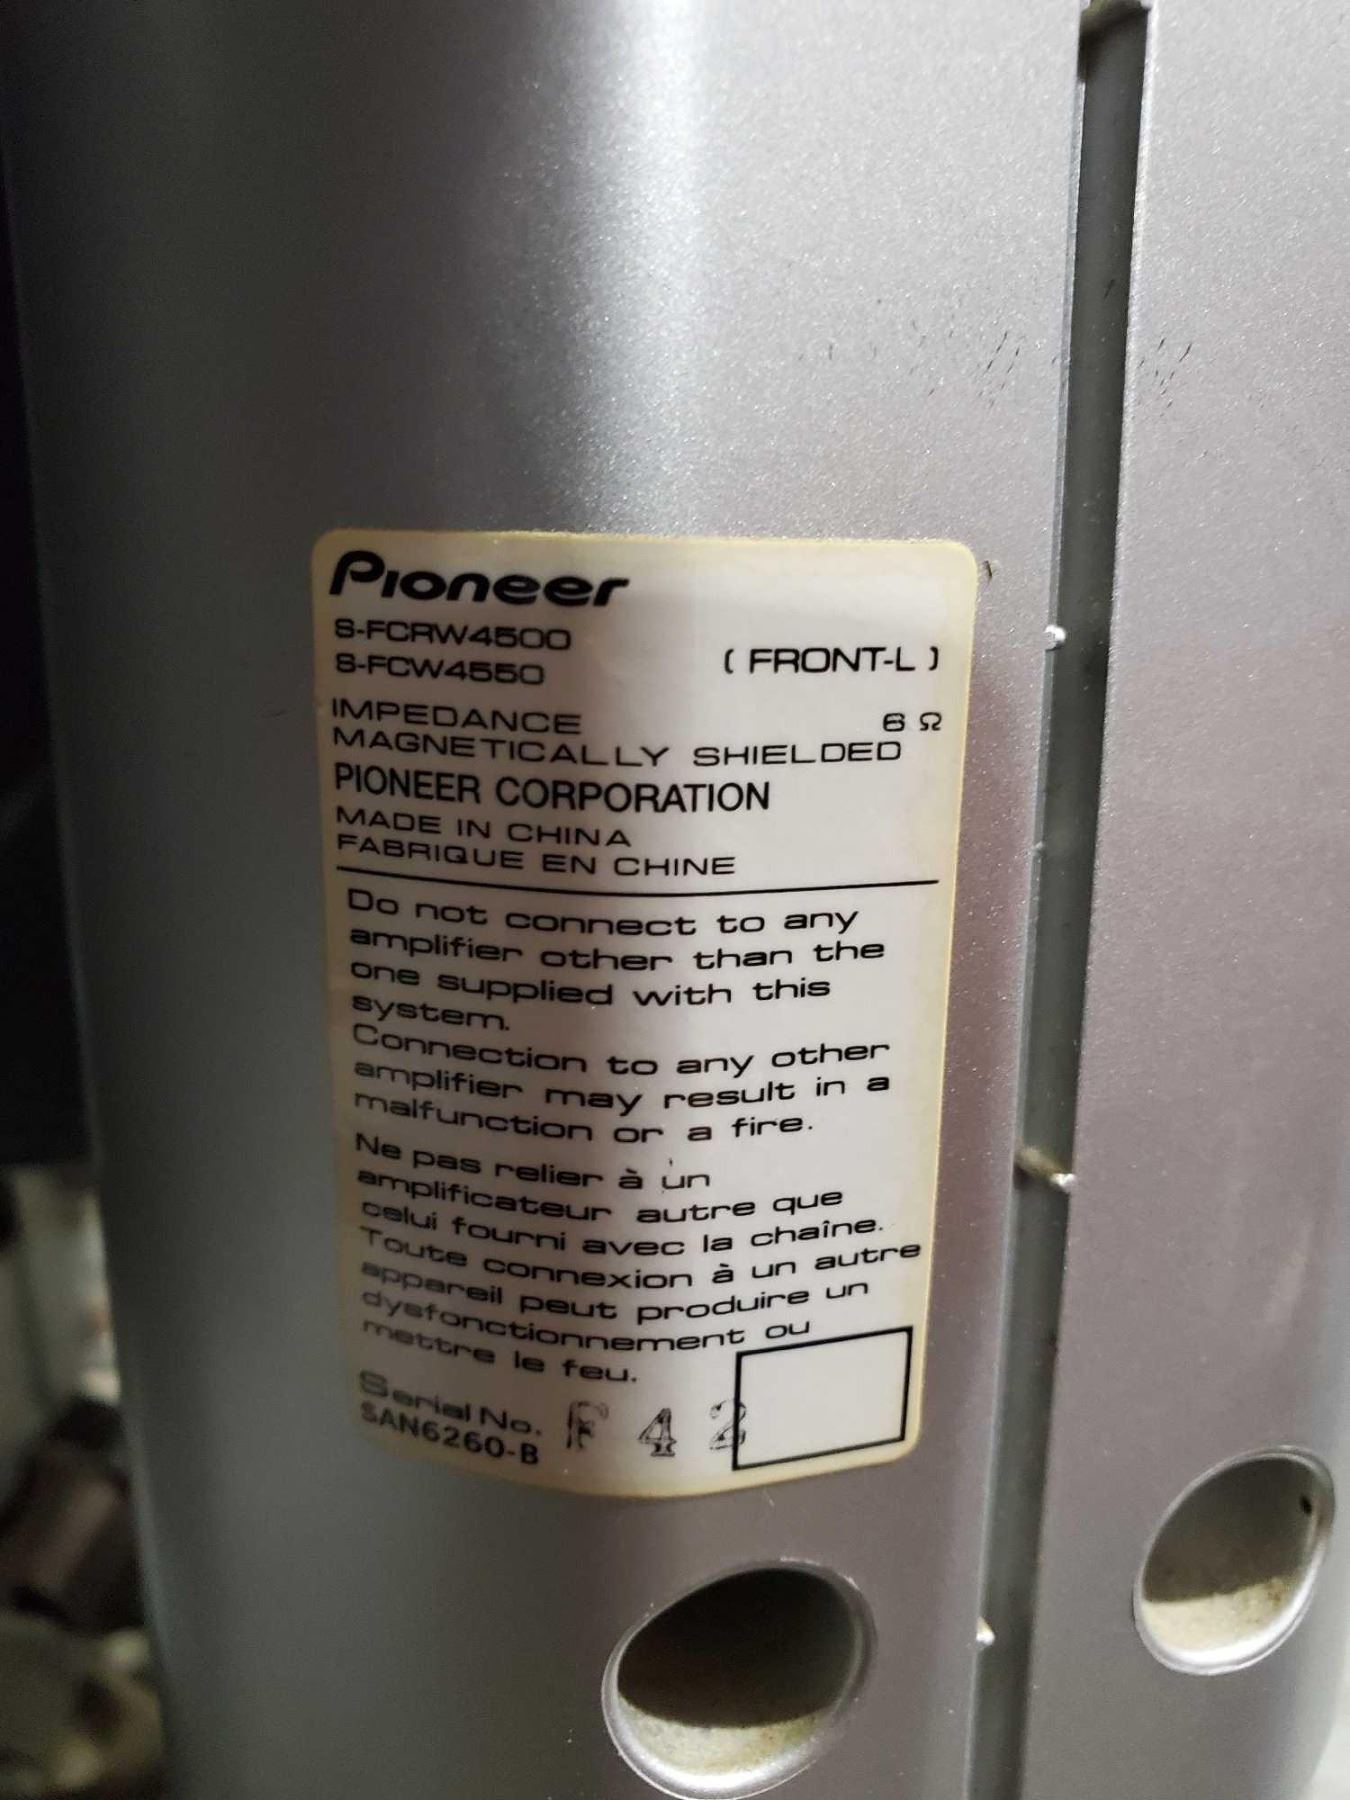 Pioneer
S-FCRW4500
S-FCW4550
( FRONT-L )
IMPEDANCE 6 Ω
MAGNETICALLY SHIELDED
PIONEER CORPORATION
MADE IN CHINA
FABRIQUE EN CHINE
Do not connect to any
amplifier other than the
one supplied with this
system.
Connection to any other
amplifier may result in a
malfunction or a fire.
Ne pas relier à un
amplificateur autre que
celui fourni avec la chaîne.
Toute connexion à un autre
appareil peut produire un
dysfonctionnement ou
mettre le feu.
Serial No. F 42
SAN6260-B